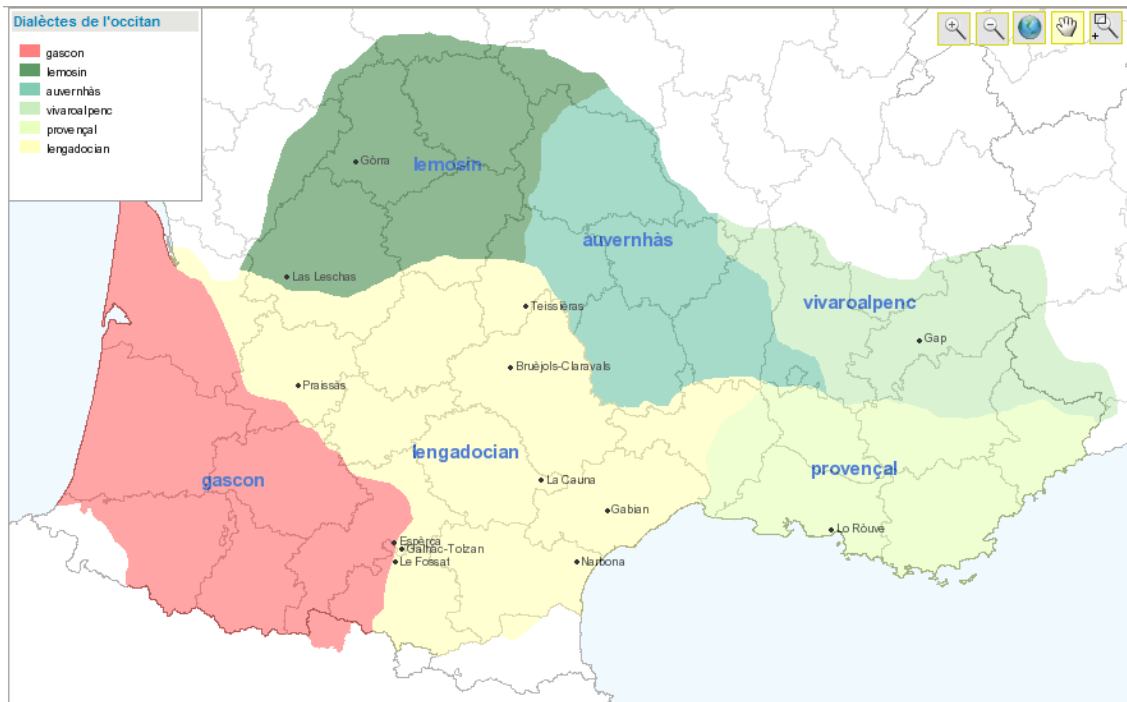 Dialèctes de l'occitan
gascon
lemosin
auvernhàs
vivaroalpenc
provençal
lengadocian
Gòrra
lemosin
auvernhàs
Las Leschas
Teissièras
vivaroalpenc
Gap
Bruèjols-Claravals
Praissàs
lengadocian
gascon
provençal
La Cauna
Gabian
Lo Ròuve
Espèrça
Galhac-Tolzan
Le Fossat
Narbona